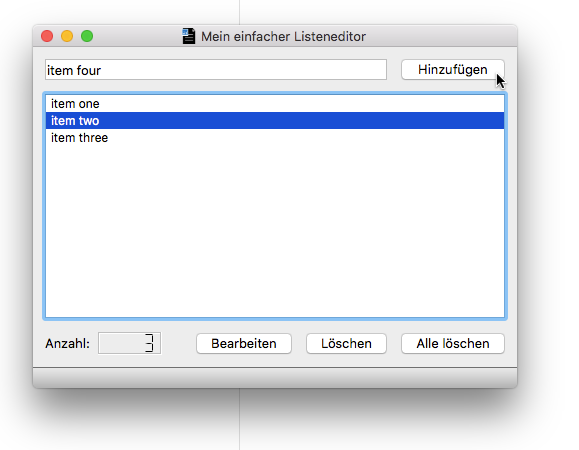 Mein einfacher Listeneditor
item four
Hinzufügen
item one
item two
item three
Anzahl: 3
Bearbeiten
Löschen
Alle löschen